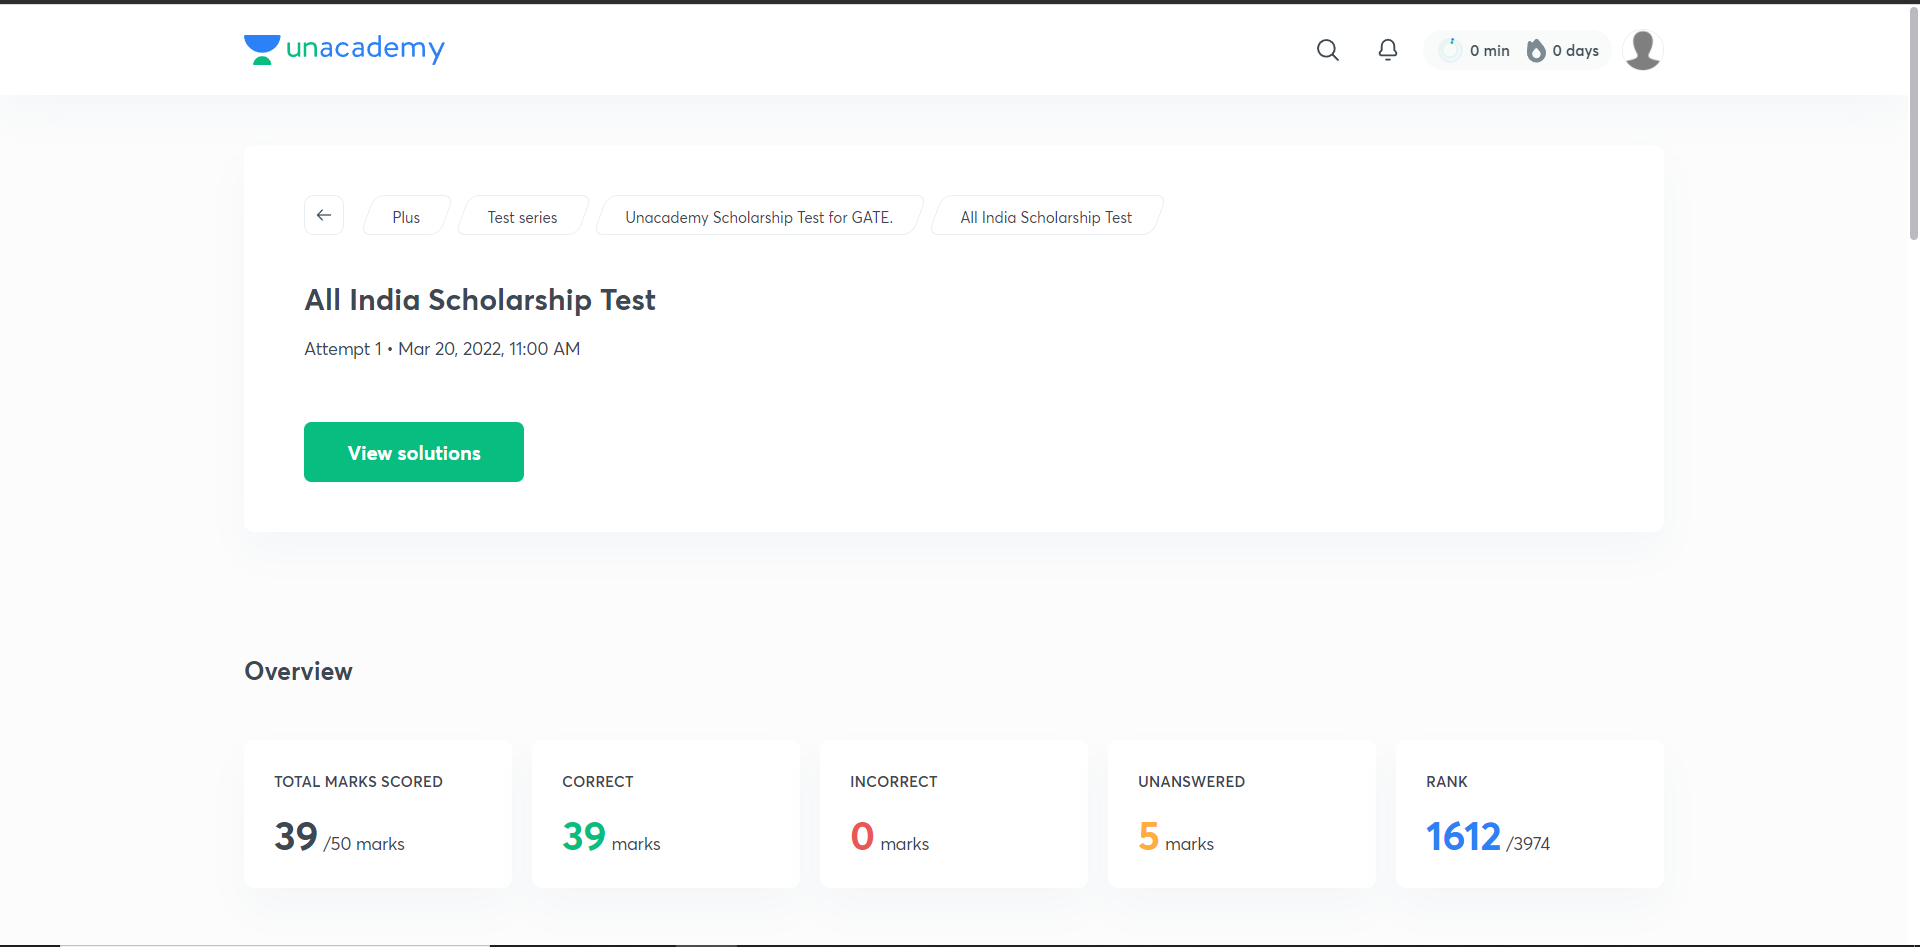 unacademy
0 min 0 days
Plus Test series Unacademy Scholarship Test for GATE. All India Scholarship Test
All India Scholarship Test
Attempt 1 • Mar 20, 2022, 11:00 AM
View solutions
Overview
TOTAL MARKS SCORED
39 /50 marks
CORRECT
39 marks
INCORRECT
0 marks
UNANSWERED
5 marks
RANK
1612 /3974